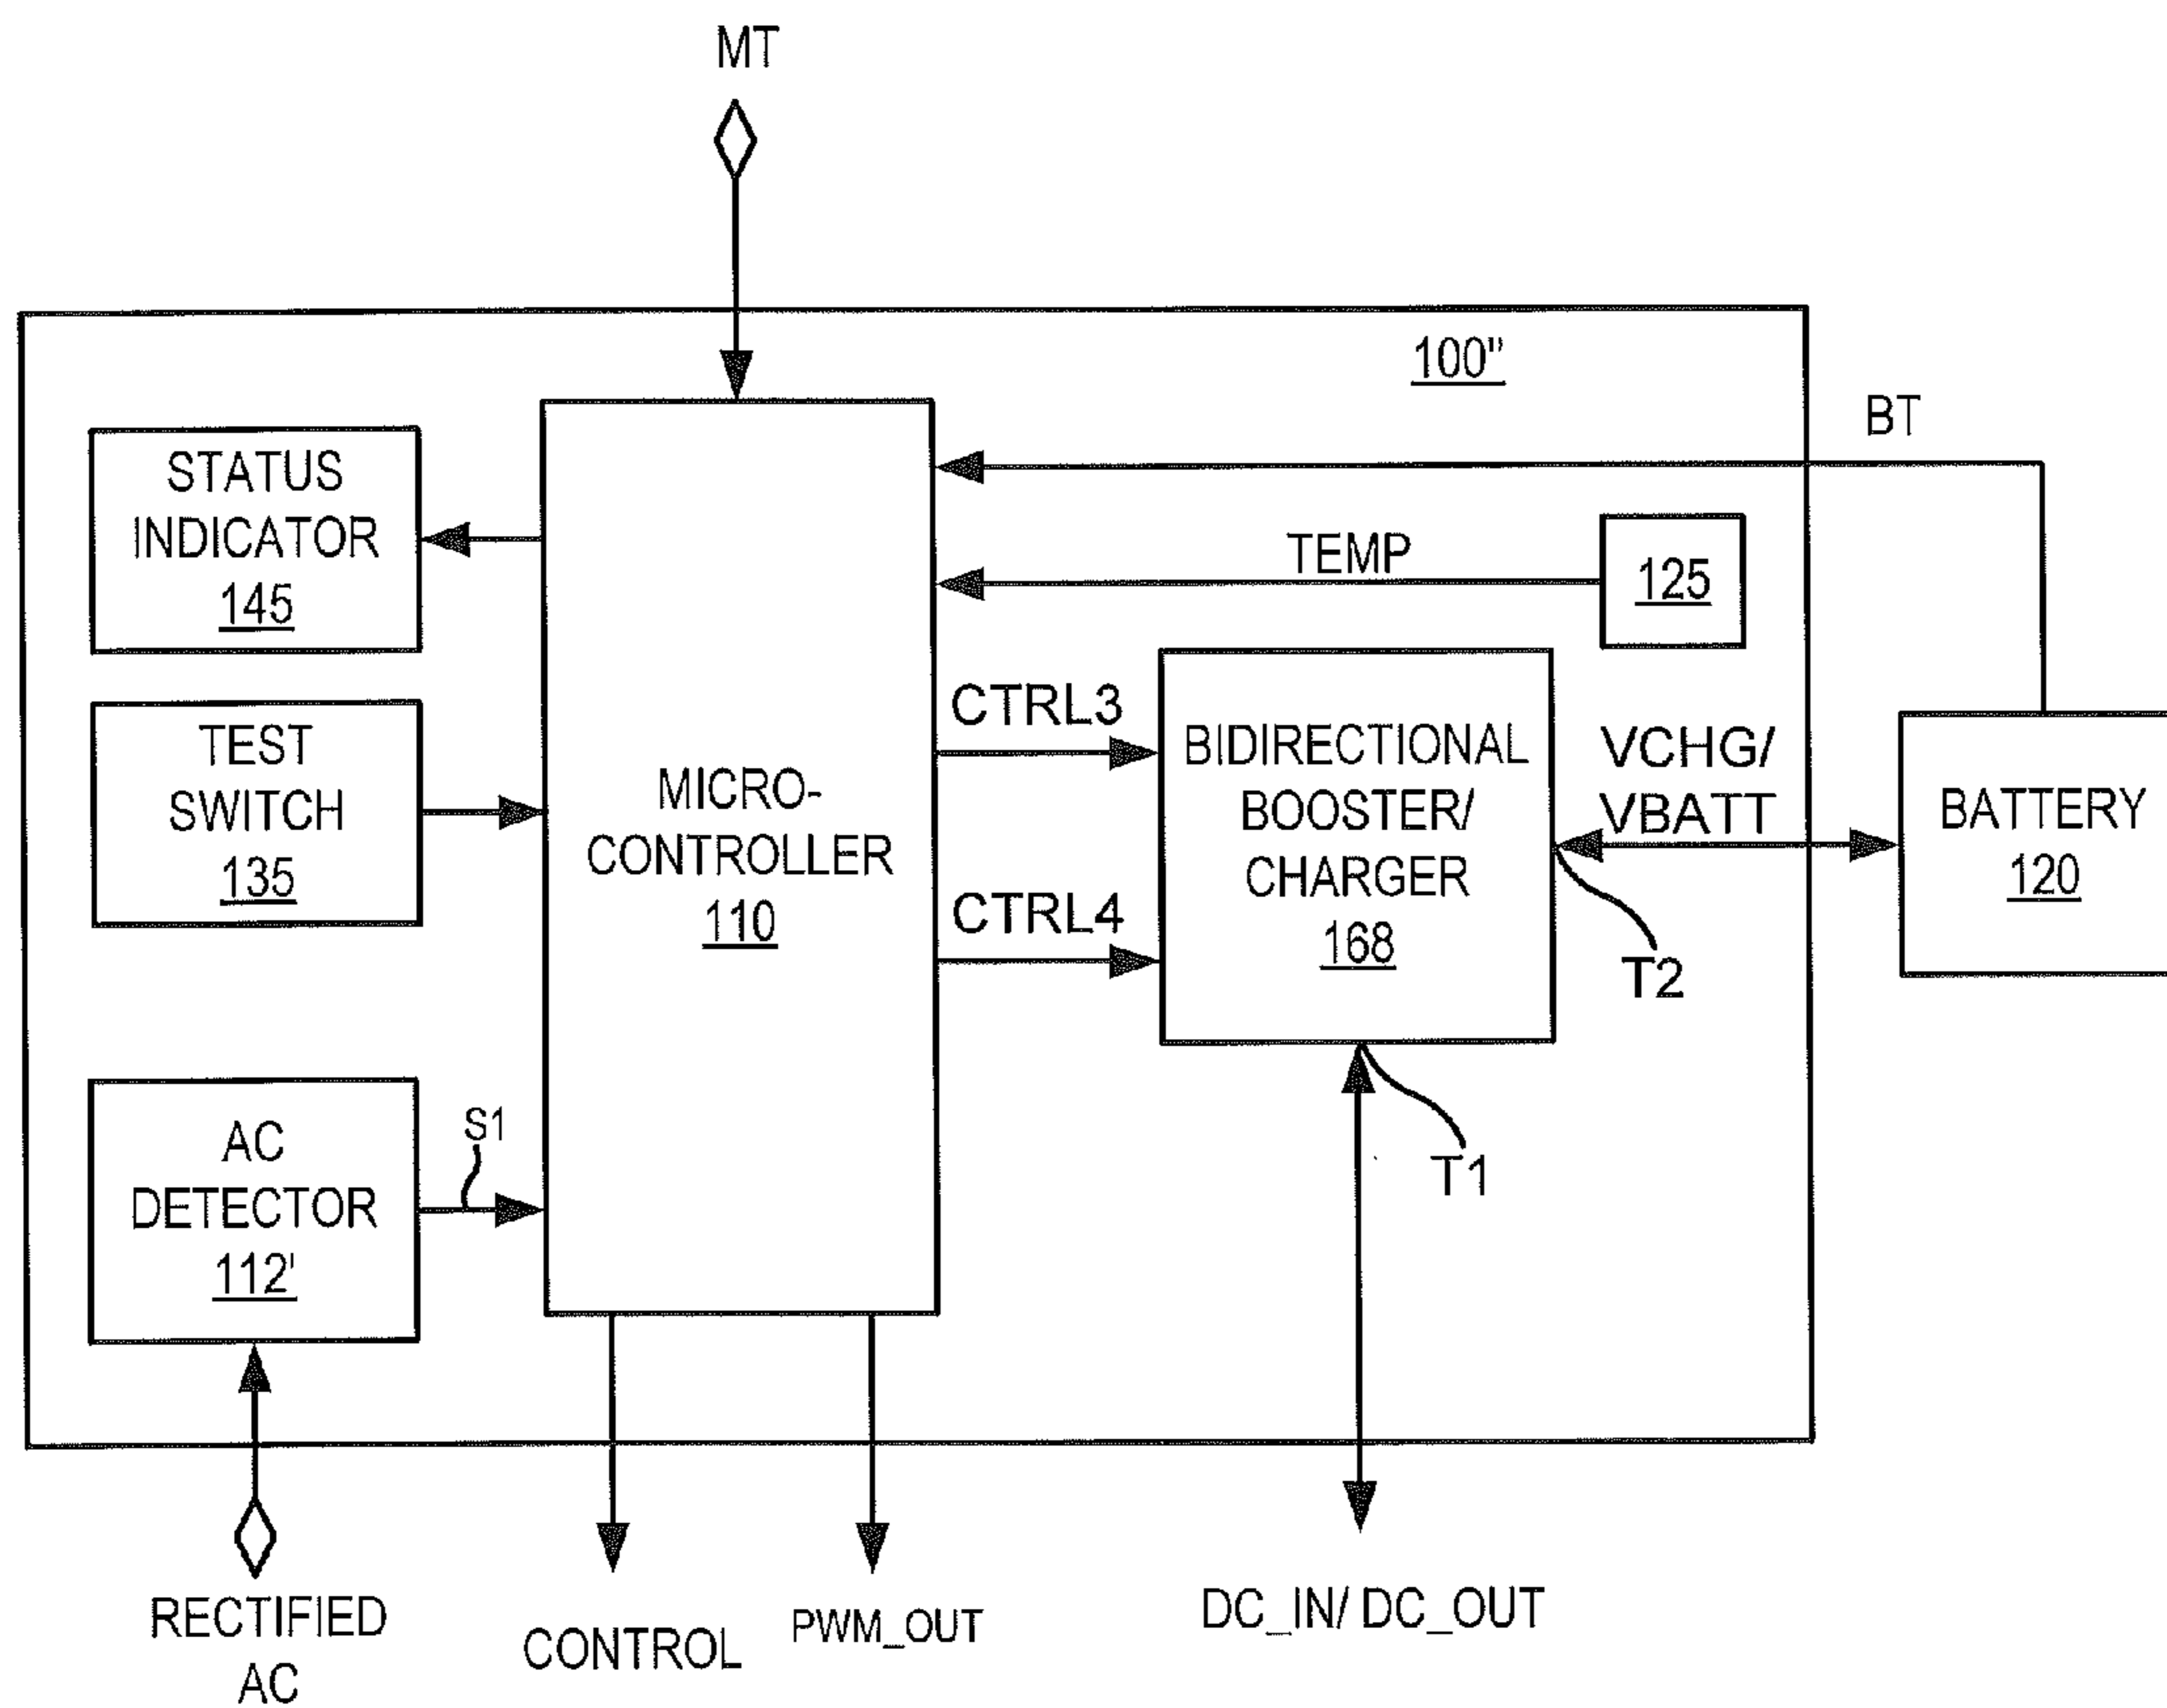 MT
100"
BT
STATUS
INDICATOR
145
TEMP
125
TEST
SWITCH
135
MICRO-
CONTROLLER
110
CTRL3
CTRL4
BIDIRECTIONAL
BOOSTER/
CHARGER
168
VCHG/
VBATT
BATTERY
120
T2
T1
AC
DETECTOR
112'
S1
RECTIFIED
AC
CONTROL
PWM_OUT
DC_IN/ DC_OUT